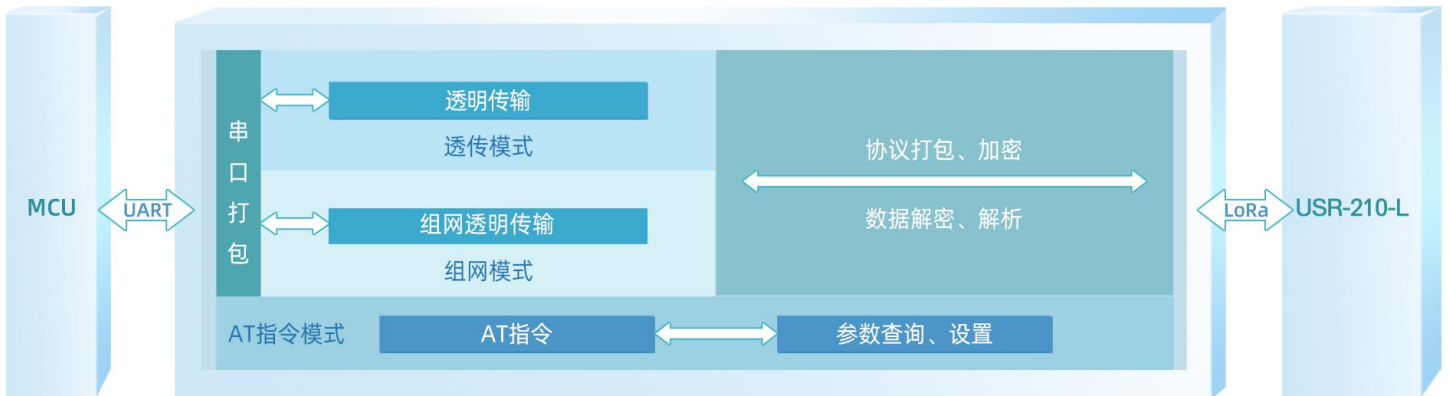 MCU
UART
串口打包
透明传输
透传模式
组网透明传输
组网模式
协议打包、加密
数据解密、解析
AT指令模式
AT指令
参数查询、设置
LoRa
USR-210-L